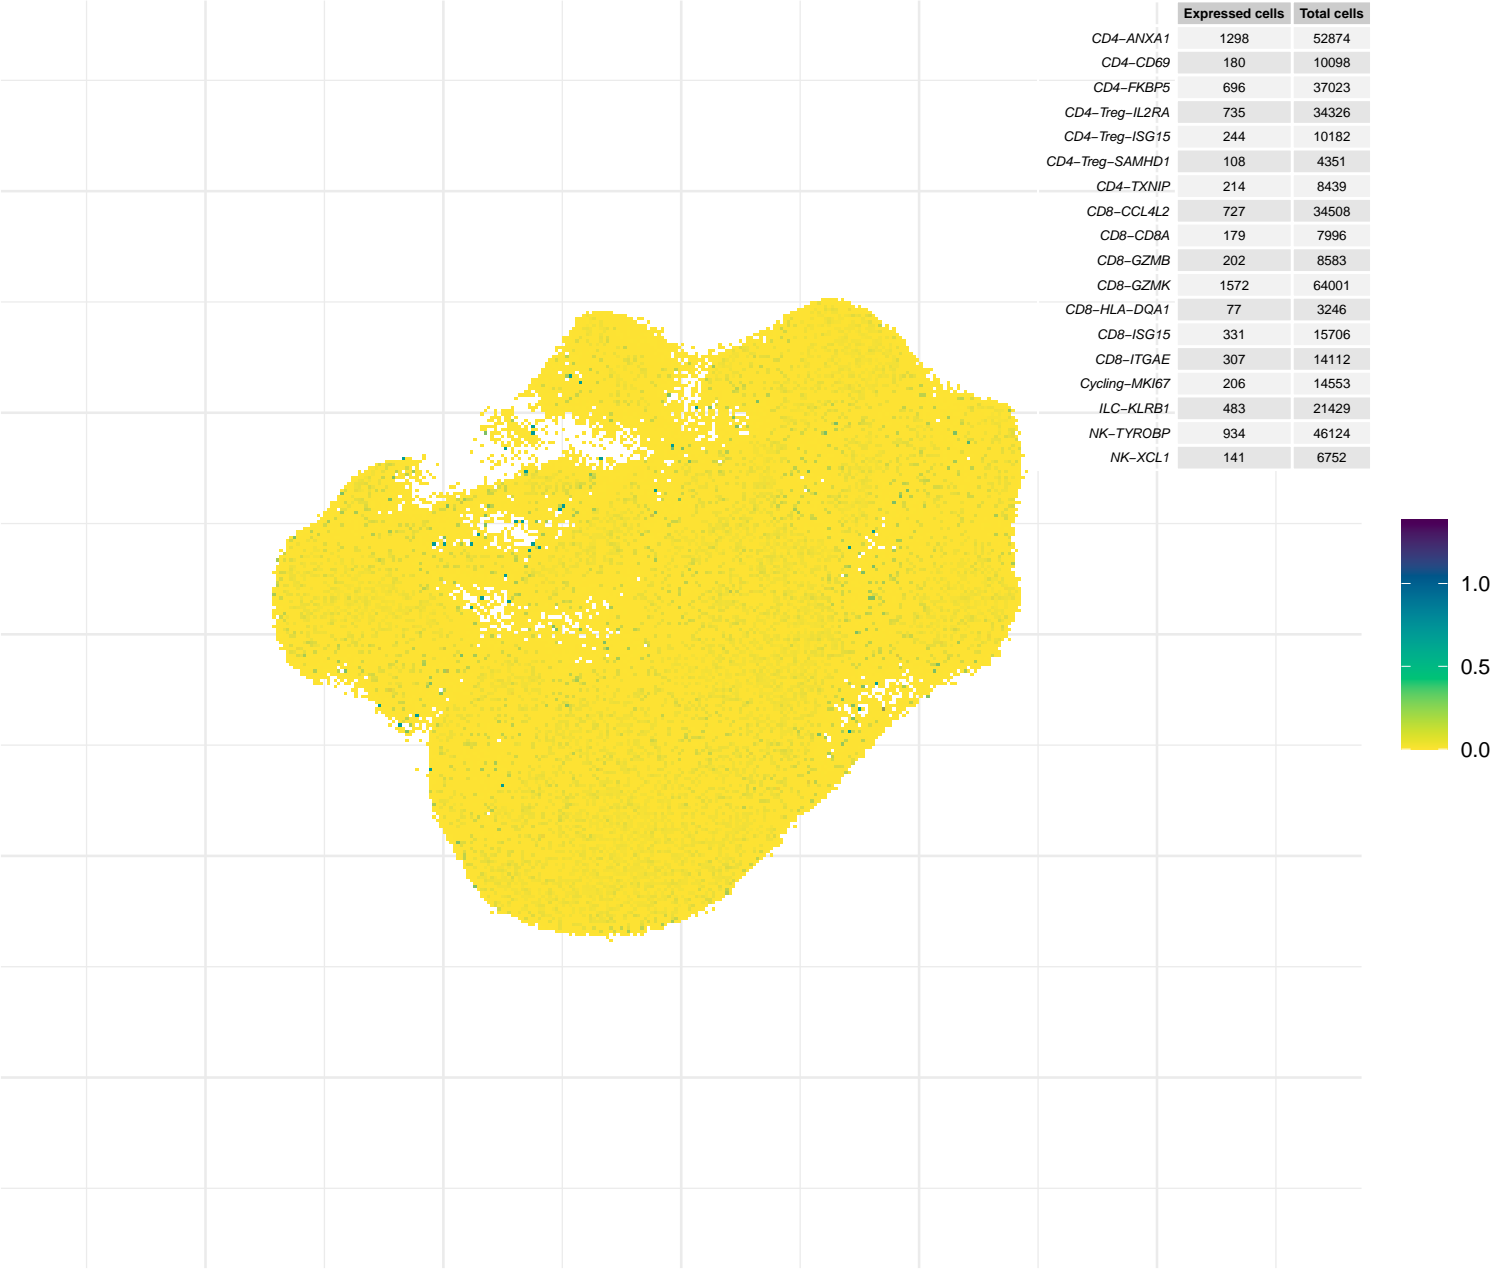 Expressed cells Total cells
CD4−ANXA1 1298 52874
CD4−CD69 180 10098
CD4−FKBP5 696 37023
CD4−Treg−IL2RA 735 34326
CD4−Treg−ISG15 244 10182
CD4−Treg−SAMHD1 108 4351
CD4−TXNIP 214 8439
CD8−CCL4L2 727 34508
CD8−CD8A 179 7996
CD8−GZMB 202 8583
CD8−GZMK 1572 64001
CD8−HLA−DQA1 77 3246
CD8−ISG15 331 15706
CD8−ITGAE 307 14112
Cycling−MKI67 206 14553
ILC−KLRB1 483 21429
NK−TYROBP 934 46124
NK−XCL1 141 6752
1.0
0.5
0.0